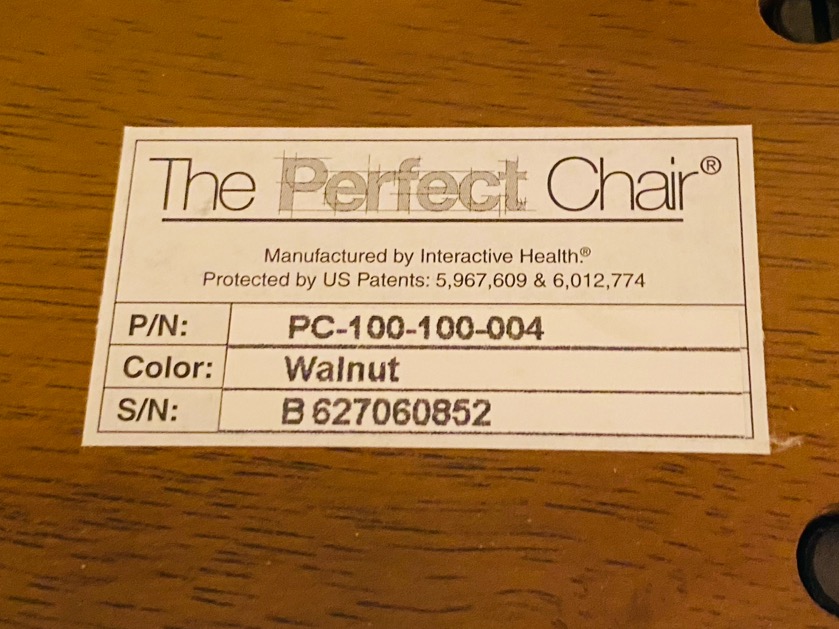 The Perfect Chair®
Manufactured by Interactive Health.®
Protected by US Patents: 5,967,609 & 6,012,774
P/N: PC-100-100-004
Color: Walnut
S/N: B 627060852